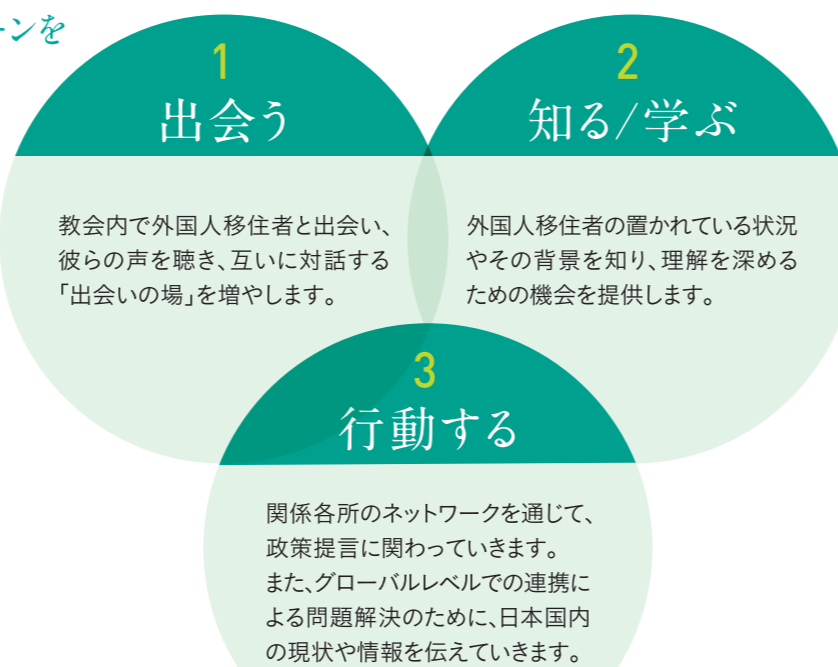 ーンを
1
出会う
教会内で外国人移住者と出会い、
彼らの声を聴き、互いに対話する
「出会いの場」を増やします。
2
知る/学ぶ
外国人移住者の置かれている状況
やその背景を知り、理解を深める
ための機会を提供します。
3
行動する
関係各所のネットワークを通じて、
政策提言に関わっていきます。
また、グローバルレベルでの連携に
よる問題解決のために、日本国内
の現状や情報を伝えていきます。